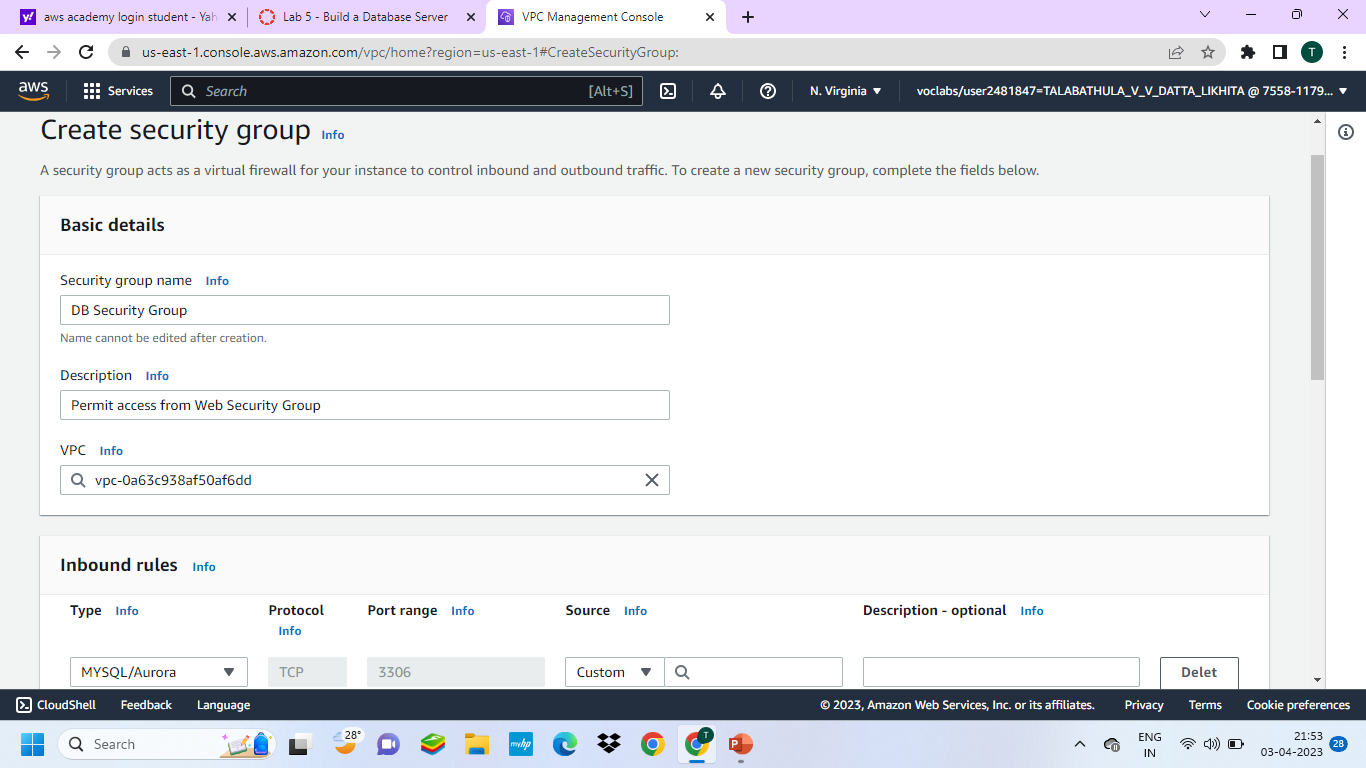 aws academy login student - Yah
Lab 5 - Build a Database Server
VPC Management Console
us-east-1.console.aws.amazon.com/vpc/home?region=us-east-1#CreateSecurityGroup:
T
aws
Services
Search
[Alt+S]
N. Virginia
voclabs/user2481847=TALABATHULA_V_V_DATTA_LIKHITA @ 7558-1179...
Create security group Info
A security group acts as a virtual firewall for your instance to control inbound and outbound traffic. To create a new security group, complete the fields below.
Basic details
Security group name Info
DB Security Group
Name cannot be edited after creation.
Description Info
Permit access from Web Security Group
VPC Info
vpc-0a63c938af50af6dd
Inbound rules Info
Type Info Protocol Info Port range Info Source Info Description - optional Info
MYSQL/Aurora TCP 3306 Custom Delet
CloudShell Feedback Language © 2023, Amazon Web Services, Inc. or its affiliates. Privacy Terms Cookie preferences
Search
28°
myhp
T
ENG
IN
21:53
03-04-2023
28